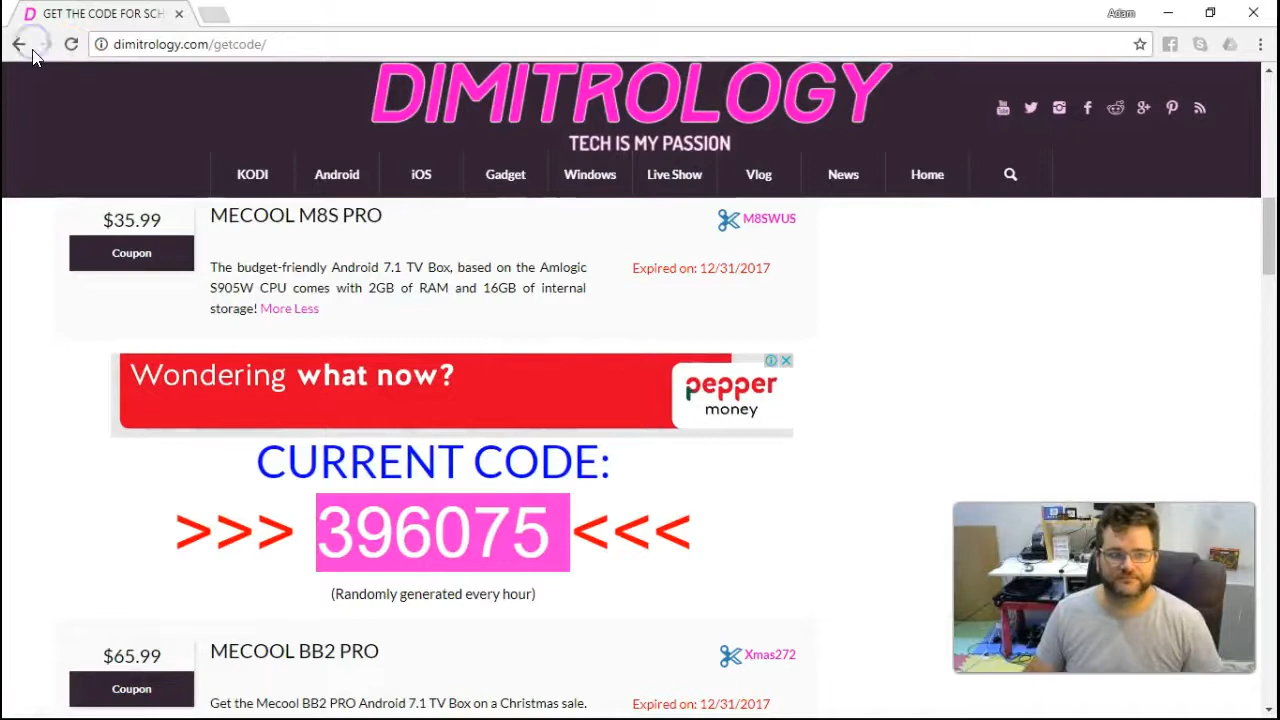 GET THE CODE FOR SCH
Adam
dimitrology.com/getcode/
DIMITROLOGY
TECH IS MY PASSION
KODI Android iOS Gadget Windows Live Show Vlog News Home
$35.99
Coupon
MECOOL M8S PRO
M8SWUS
The budget-friendly Android 7.1 TV Box, based on the Amlogic
S905W CPU comes with 2GB of RAM and 16GB of internal
storage! More Less
Expired on: 12/31/2017
Wondering what now?
pepper
money
CURRENT CODE:
>>> 396075 <<<
(Randomly generated every hour)
$65.99
Coupon
MECOOL BB2 PRO
Xmas272
Get the Mecool BB2 PRO Android 7.1 TV Box on a Christmas sale.
Expired on: 12/31/2017